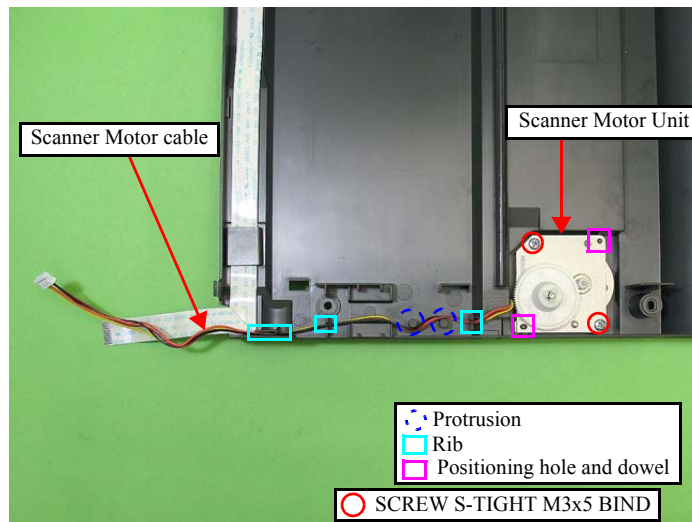 Scanner Motor cable
Scanner Motor Unit
Protrusion
Rib
Positioning hole and dowel
SCREW S-TIGHT M3x5 BIND